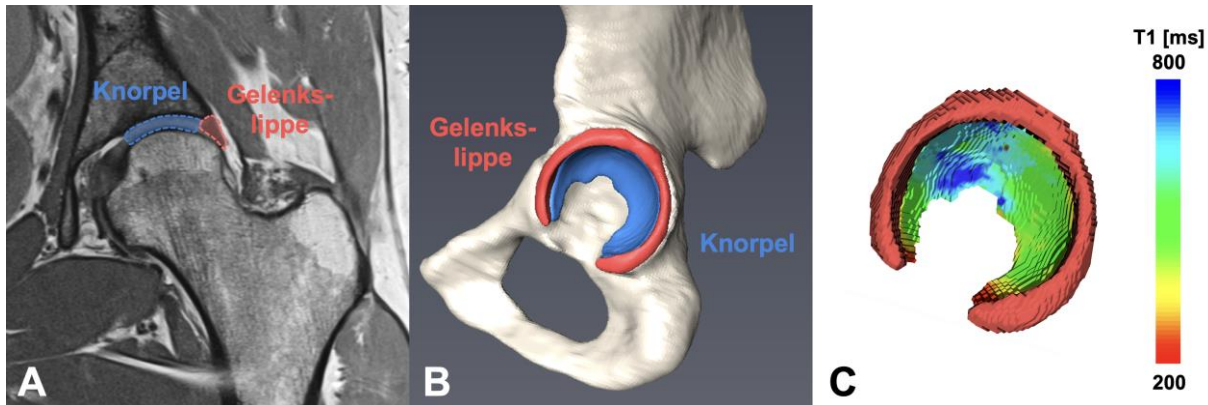 Knorpel
Gelenks-
lippe
A
Gelenks-
lippe
Knorpel
B
T1 [ms]
800
200
C